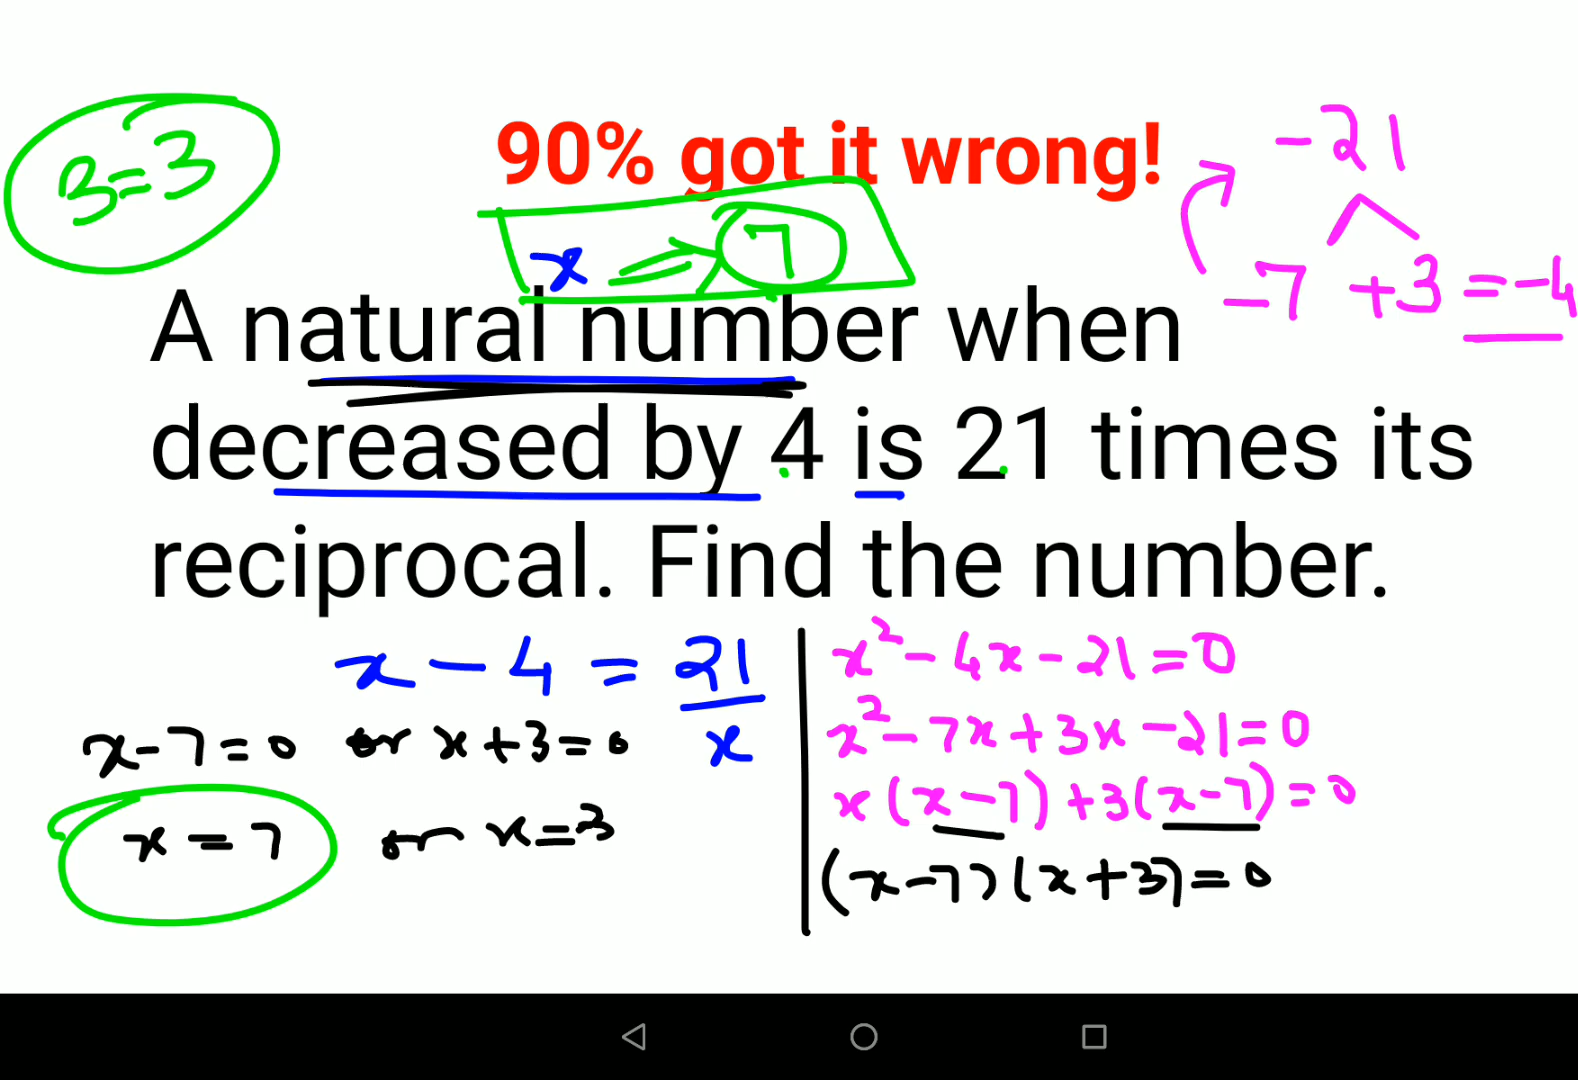 3=3
90% got it wrong!
-21
x = 7
-7 +3 = -4
A natural number when
decreased by 4 is 21 times its
reciprocal. Find the number.
x - 4 = 21/x
x-7=0 or x+3=0
x=7 or x=3
x²-4x-21=0
x²-7x+3x-21=0
x(x-7)+3(x-7)=0
(x-7)(x+3)=0